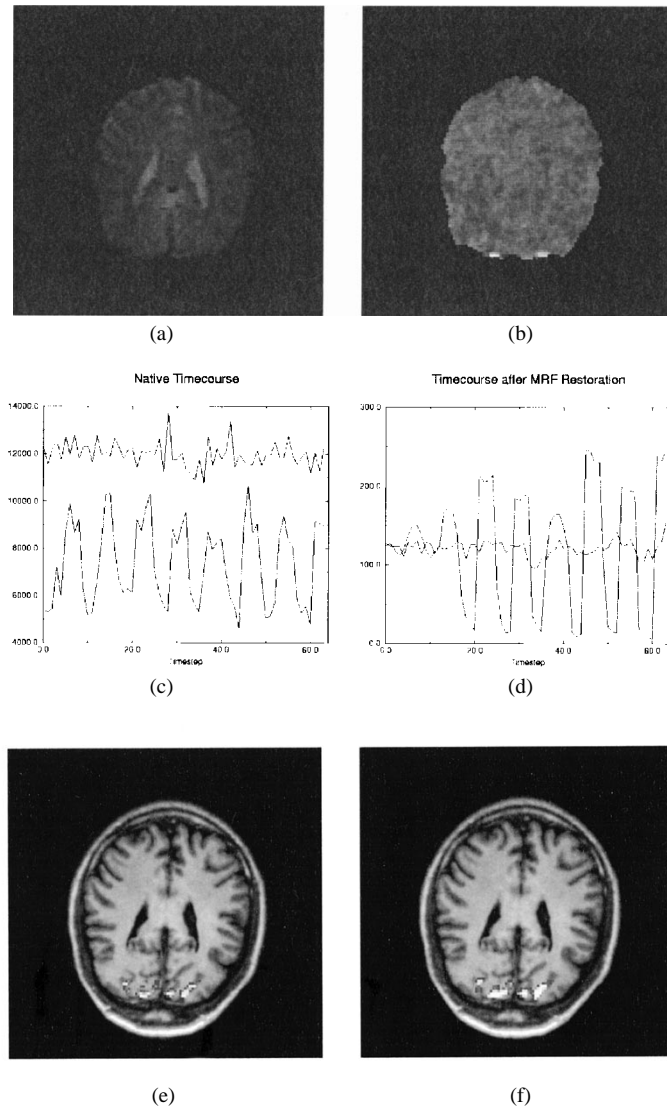 (a)
(b)
Native Timecourse
14000.0
12000.0
10000.0
8000.0
6000.0
4000.0
0.0
20.0
40.0
60.0
Timestep
(c)
Timecourse after MRF Restoration
300.0
200.0
100.0
0.0
0.0
20.0
40.0
60.0
Timestep
(d)
(e)
(f)